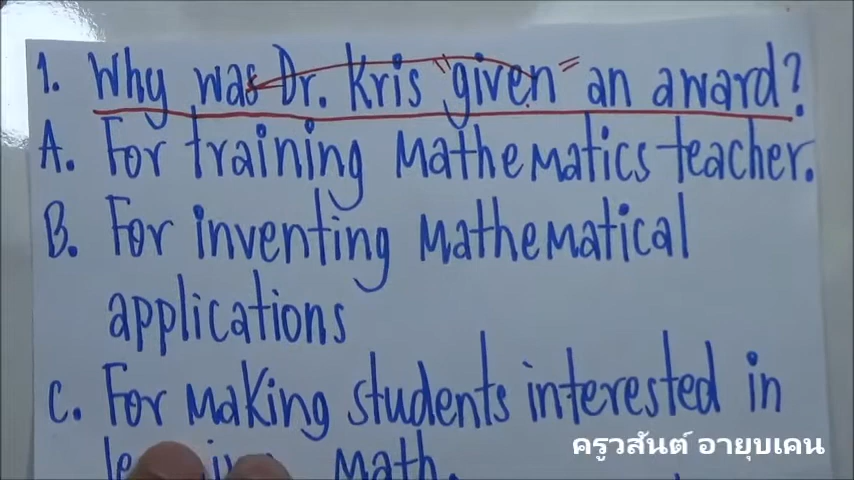 1. Why was Dr. Kris "given" an award?
A. For training Mathematics teacher.
B. For inventing Mathematical
applications
C. For making students interested in
Math.
ครูวสันต์ อายุบเคน